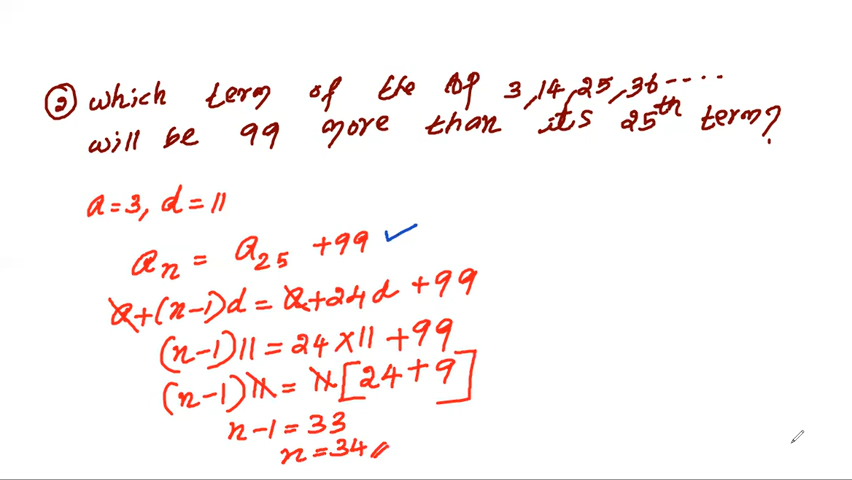 ② which term of the AP 3,14,25,36-----
will be 99 more than its 25th term?
a=3, d=11
an = a25 +99 ✓
a+(n-1)d = a+24d +99
(n-1)11 = 24×11 +99
(n-1)11 = 11[24+9]
n-1=33
n=34//